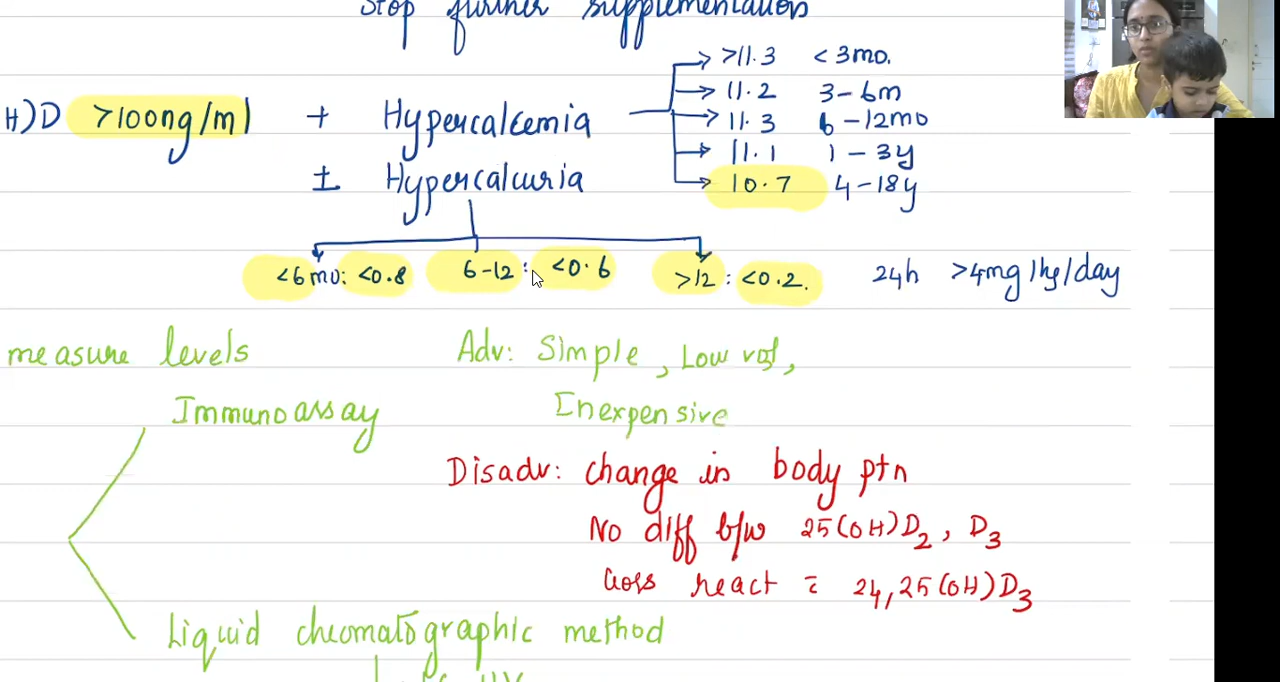 Stop further supplementation
H)D >100ng/ml + Hypercalcemia
>11.3 <3mo.
11.2 3-6m
11.3 6-12mo
11.1 1-3y
10.7 4-18y
± Hypercalcuria
<6mo: <0.8 6-12: <0.6 >12: <0.2. 24h >4mg/kg/day
measure levels
Immunoassay
Adv: Simple, Low vol,
Inexpensive
Disadv: change in body ptn
No diff b/w 25(OH)D2, D3
Cross react c̄ 24,25(OH)D3
Liquid chromatographic method